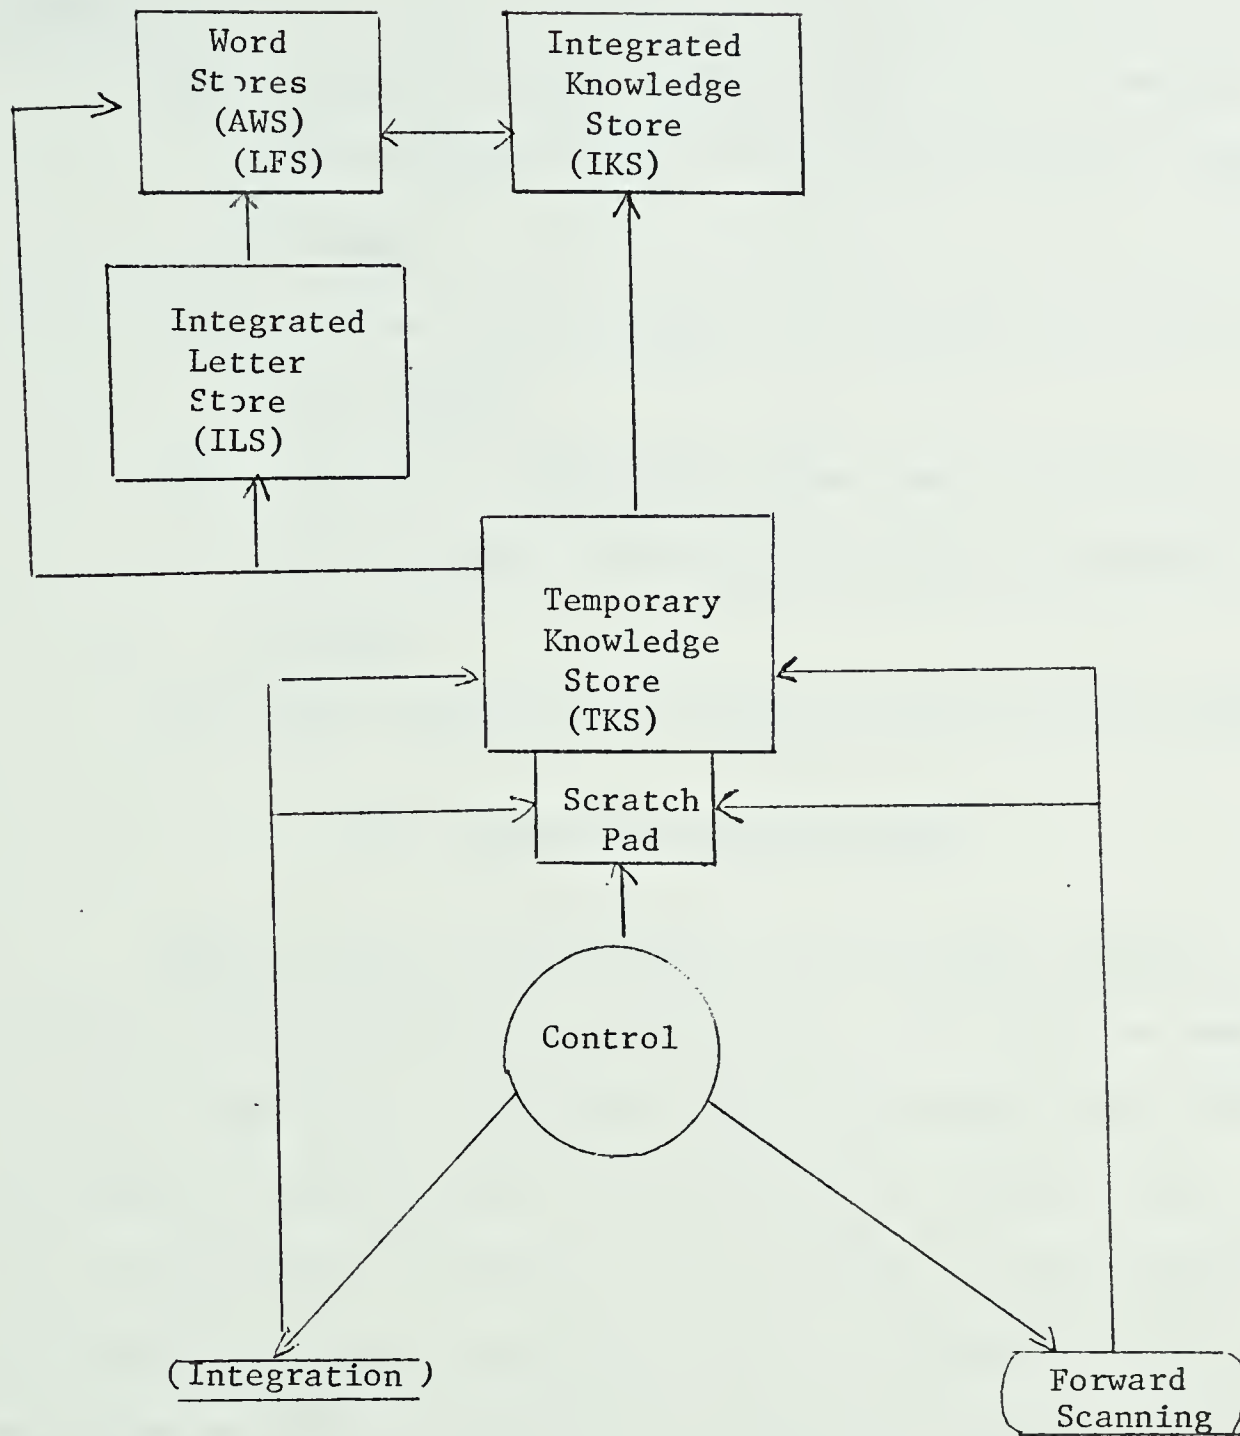 Word
Stores
(AWS)
(LFS)
Integrated
Knowledge
Store
(IKS)
Integrated
Letter
Store
(ILS)
Temporary
Knowledge
Store
(TKS)
Scratch
Pad
Control
(Integration)
Forward
Scanning